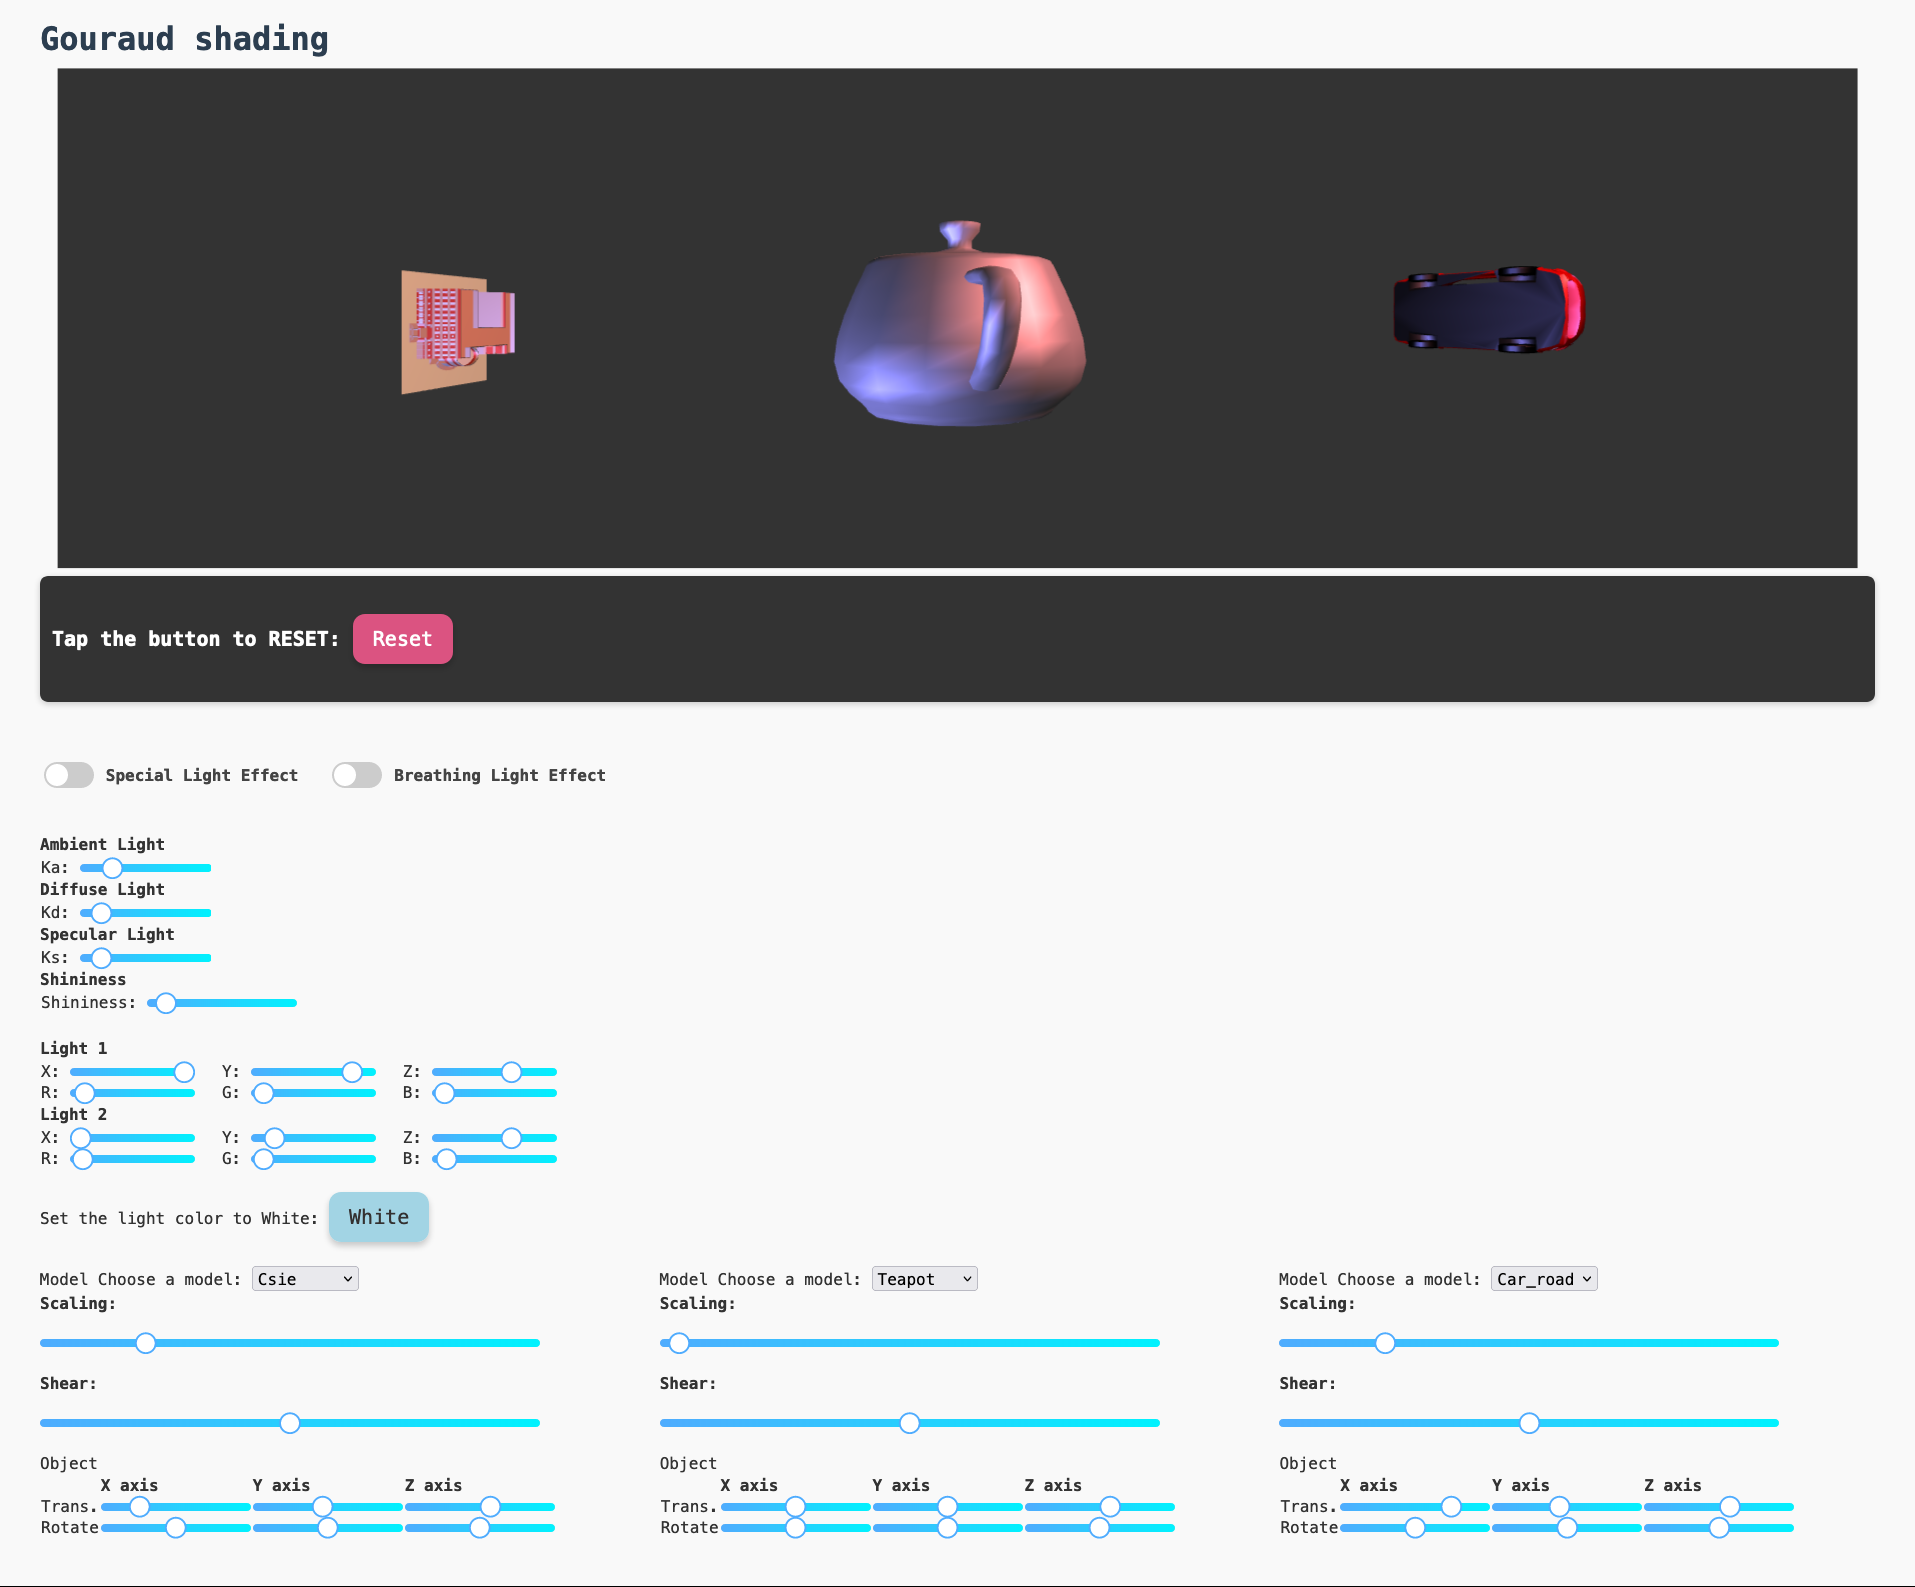 Gouraud shading
Tap the button to RESET: Reset
Special Light Effect Breathing Light Effect
Ambient Light
Ka:
Diffuse Light
Kd:
Specular Light
Ks:
Shininess
Shininess:
Light 1
X: Y: Z:
R: G: B:
Light 2
X: Y: Z:
R: G: B:
Set the light color to White: White
Model Choose a model: Csie
Scaling:
Shear:
Object
X axis Y axis Z axis
Trans.
Rotate
Model Choose a model: Teapot
Scaling:
Shear:
Object
X axis Y axis Z axis
Trans.
Rotate
Model Choose a model: Car_road
Scaling:
Shear:
Object
X axis Y axis Z axis
Trans.
Rotate